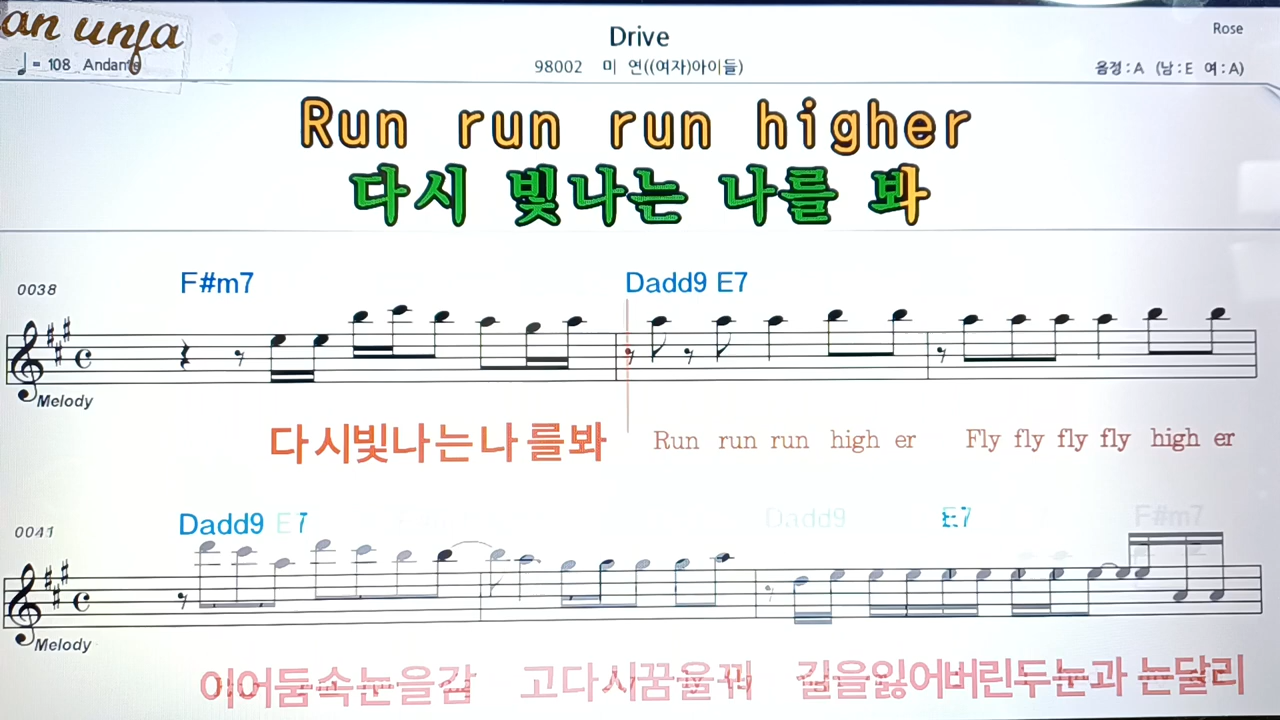 an unfa
Drive
Rose
♩= 108 Andante
98002 미 연((여자)아이들)
음정 : A (남 : E 여 : A)
Run run run higher
다시 빛나는 나를 봐
0038
F#m7 Dadd9 E7
Melody
다 시빛나 는 나 를 봐 Run run run high er Fly fly fly fly high er
0041
Dadd9 E7 Dadd9 E7 F#m7
Melody
이어둠속눈을감 고다시꿈을꿔 길을잃어버린두눈과 는달리